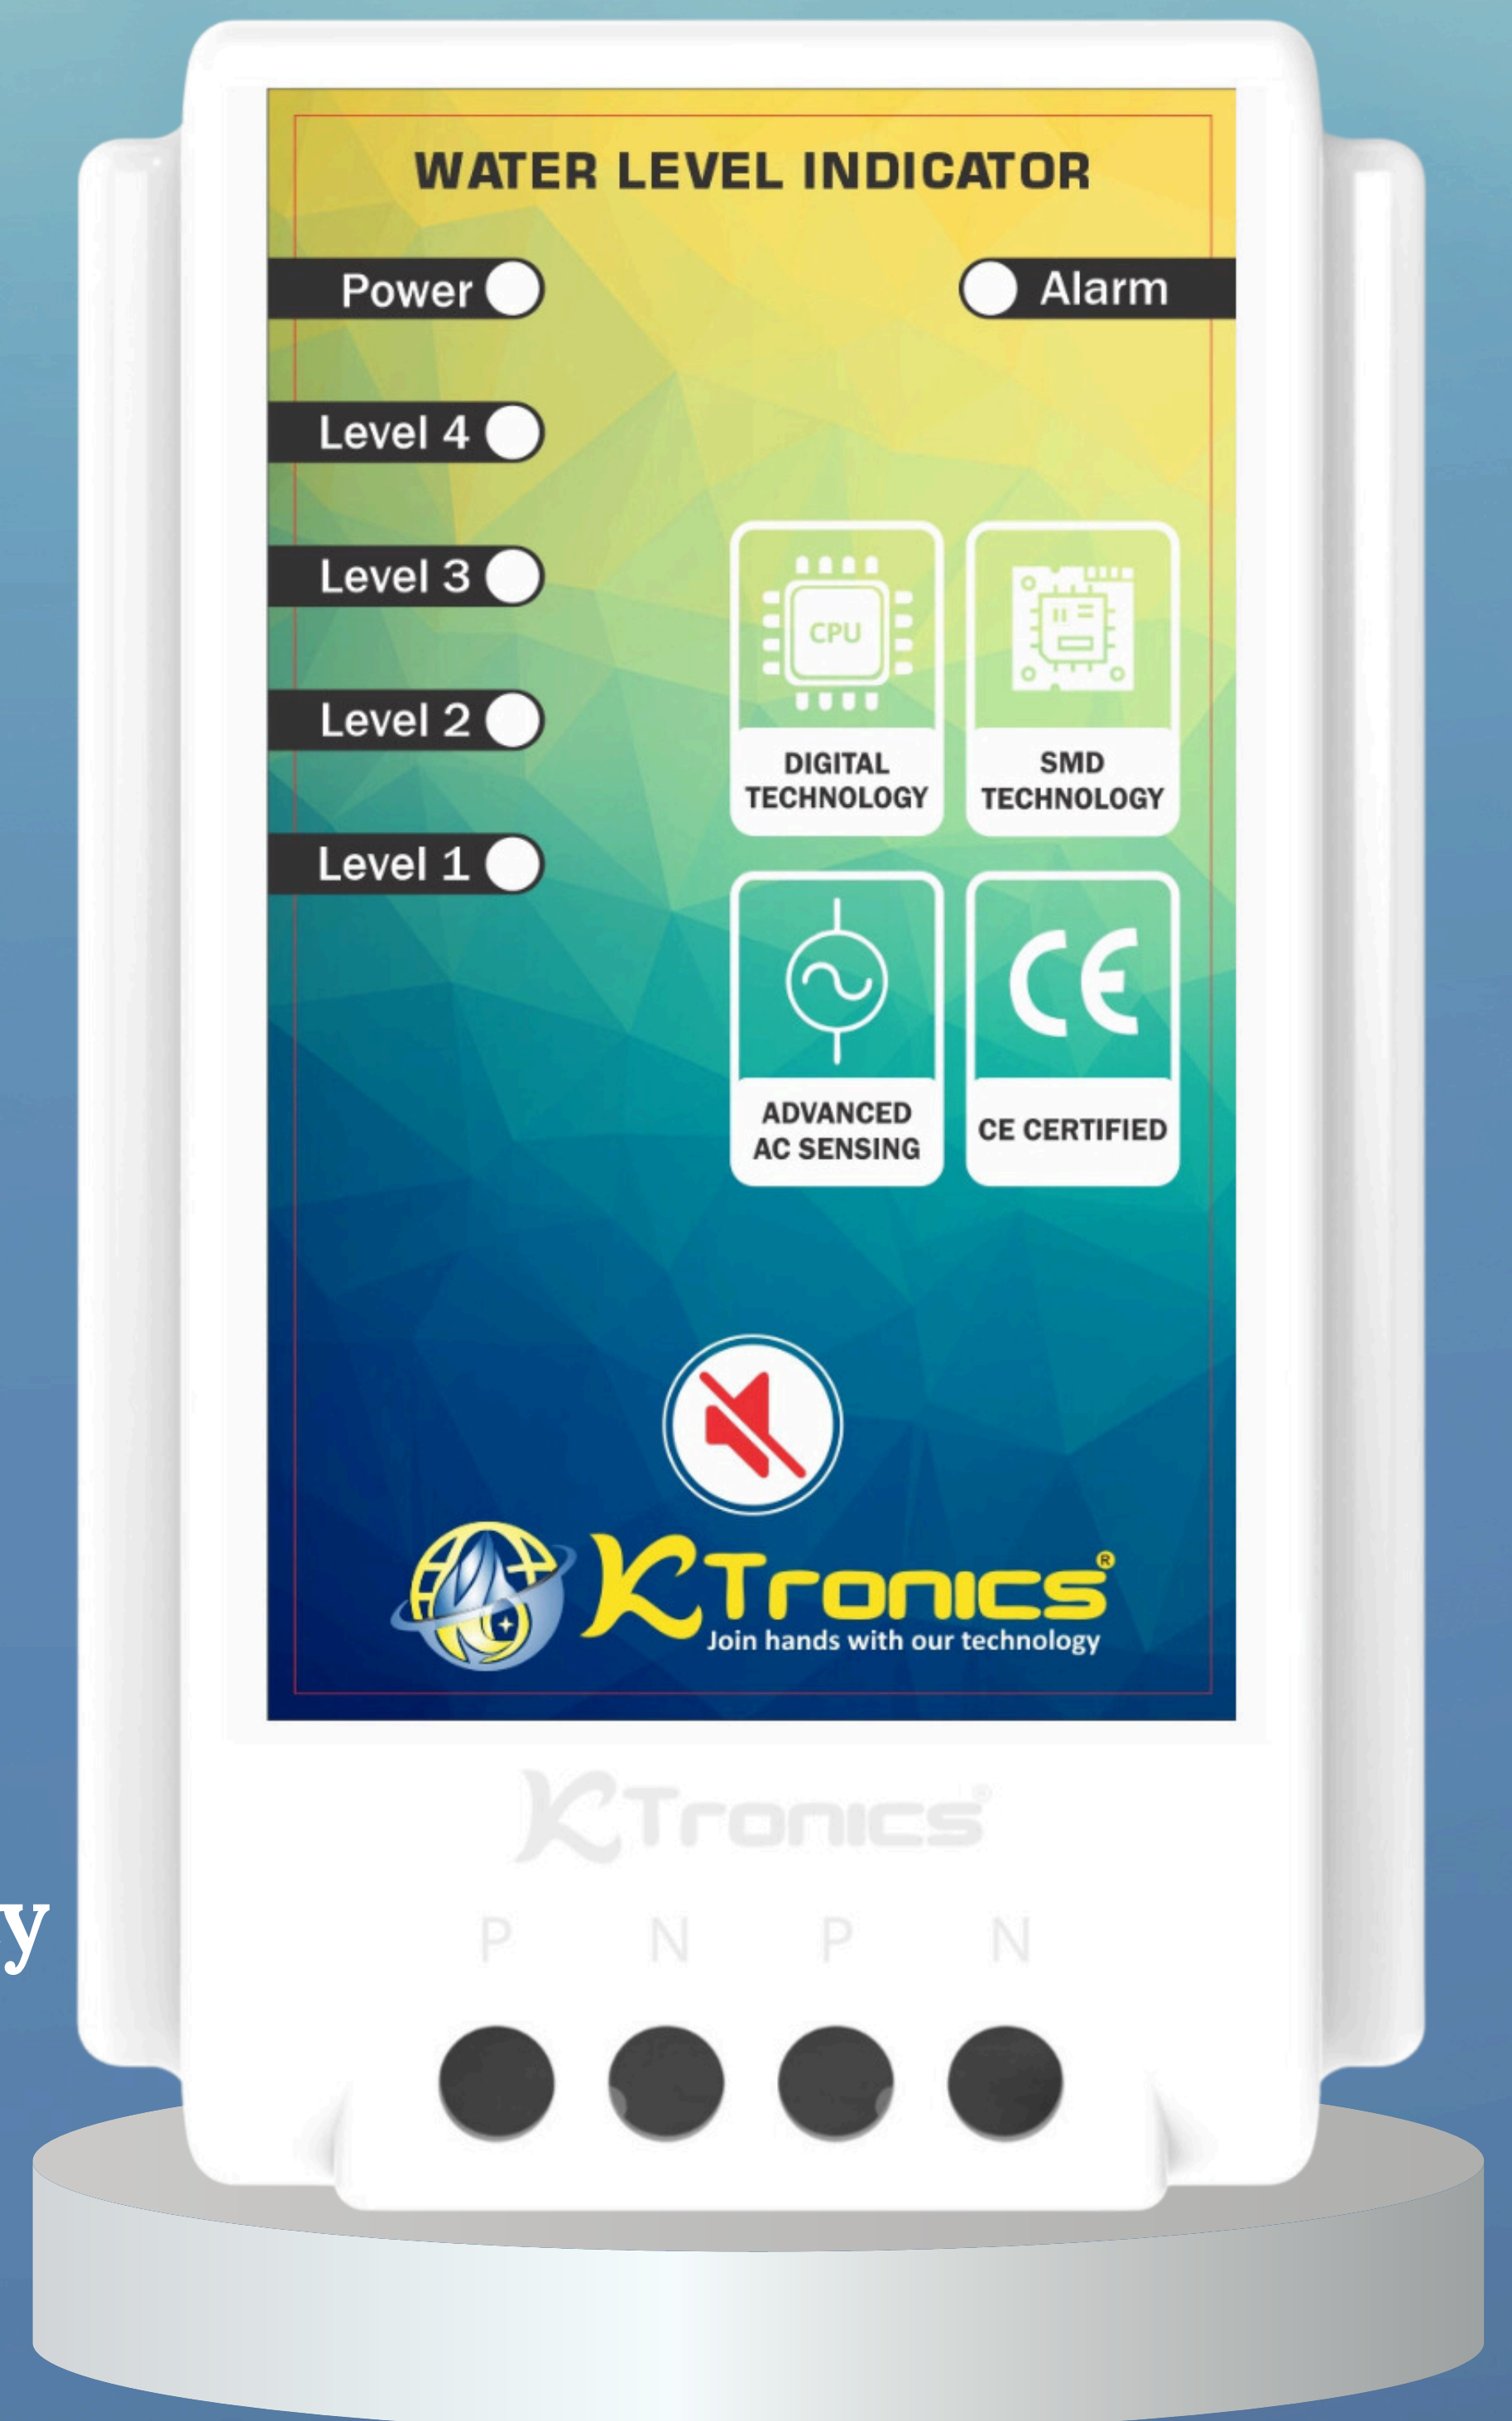 WATER LEVEL INDICATOR
Power
Alarm
Level 4
Level 3
Level 2
Level 1
CPU
DIGITAL
TECHNOLOGY
SMD
TECHNOLOGY
ADVANCED
AC SENSING
CE
CE CERTIFIED
KTronics®
Join hands with our technology
KTronics®
y
P N P N